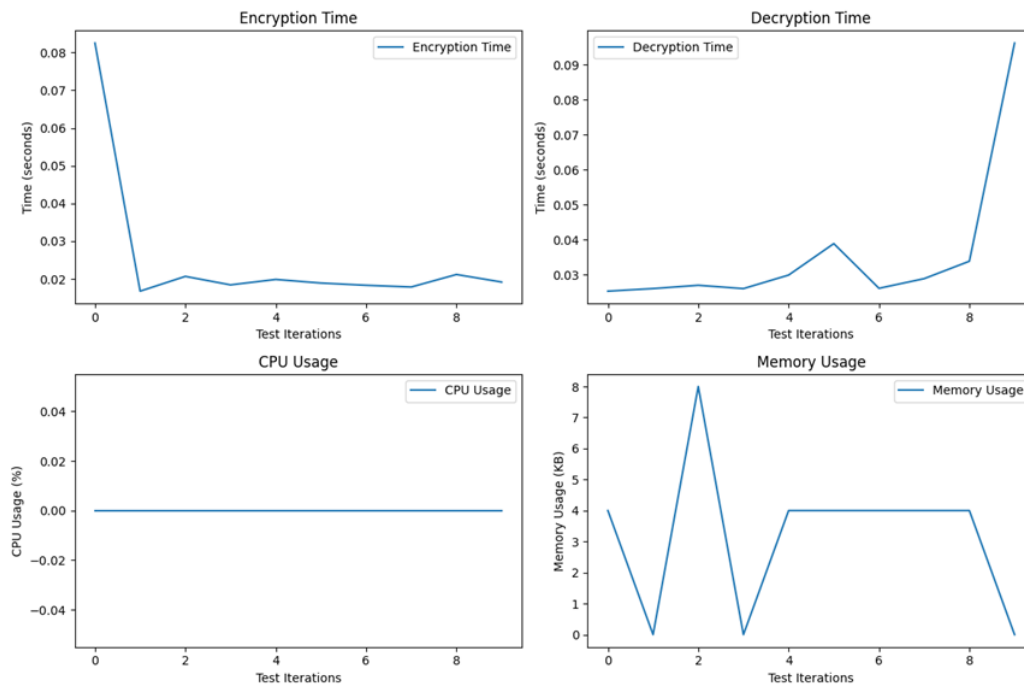 Encryption Time
Encryption Time
0.08
0.07
0.06
0.05
0.04
0.03
0.02
Time (seconds)
0 2 4 6 8
Test Iterations
Decryption Time
Decryption Time
0.09
0.08
0.07
0.06
0.05
0.04
0.03
Time (seconds)
0 2 4 6 8
Test Iterations
CPU Usage
CPU Usage
0.04
0.02
0.00
−0.02
−0.04
CPU Usage (%)
0 2 4 6 8
Test Iterations
Memory Usage
Memory Usage
8
7
6
5
4
3
2
1
0
Memory Usage (KB)
0 2 4 6 8
Test Iterations